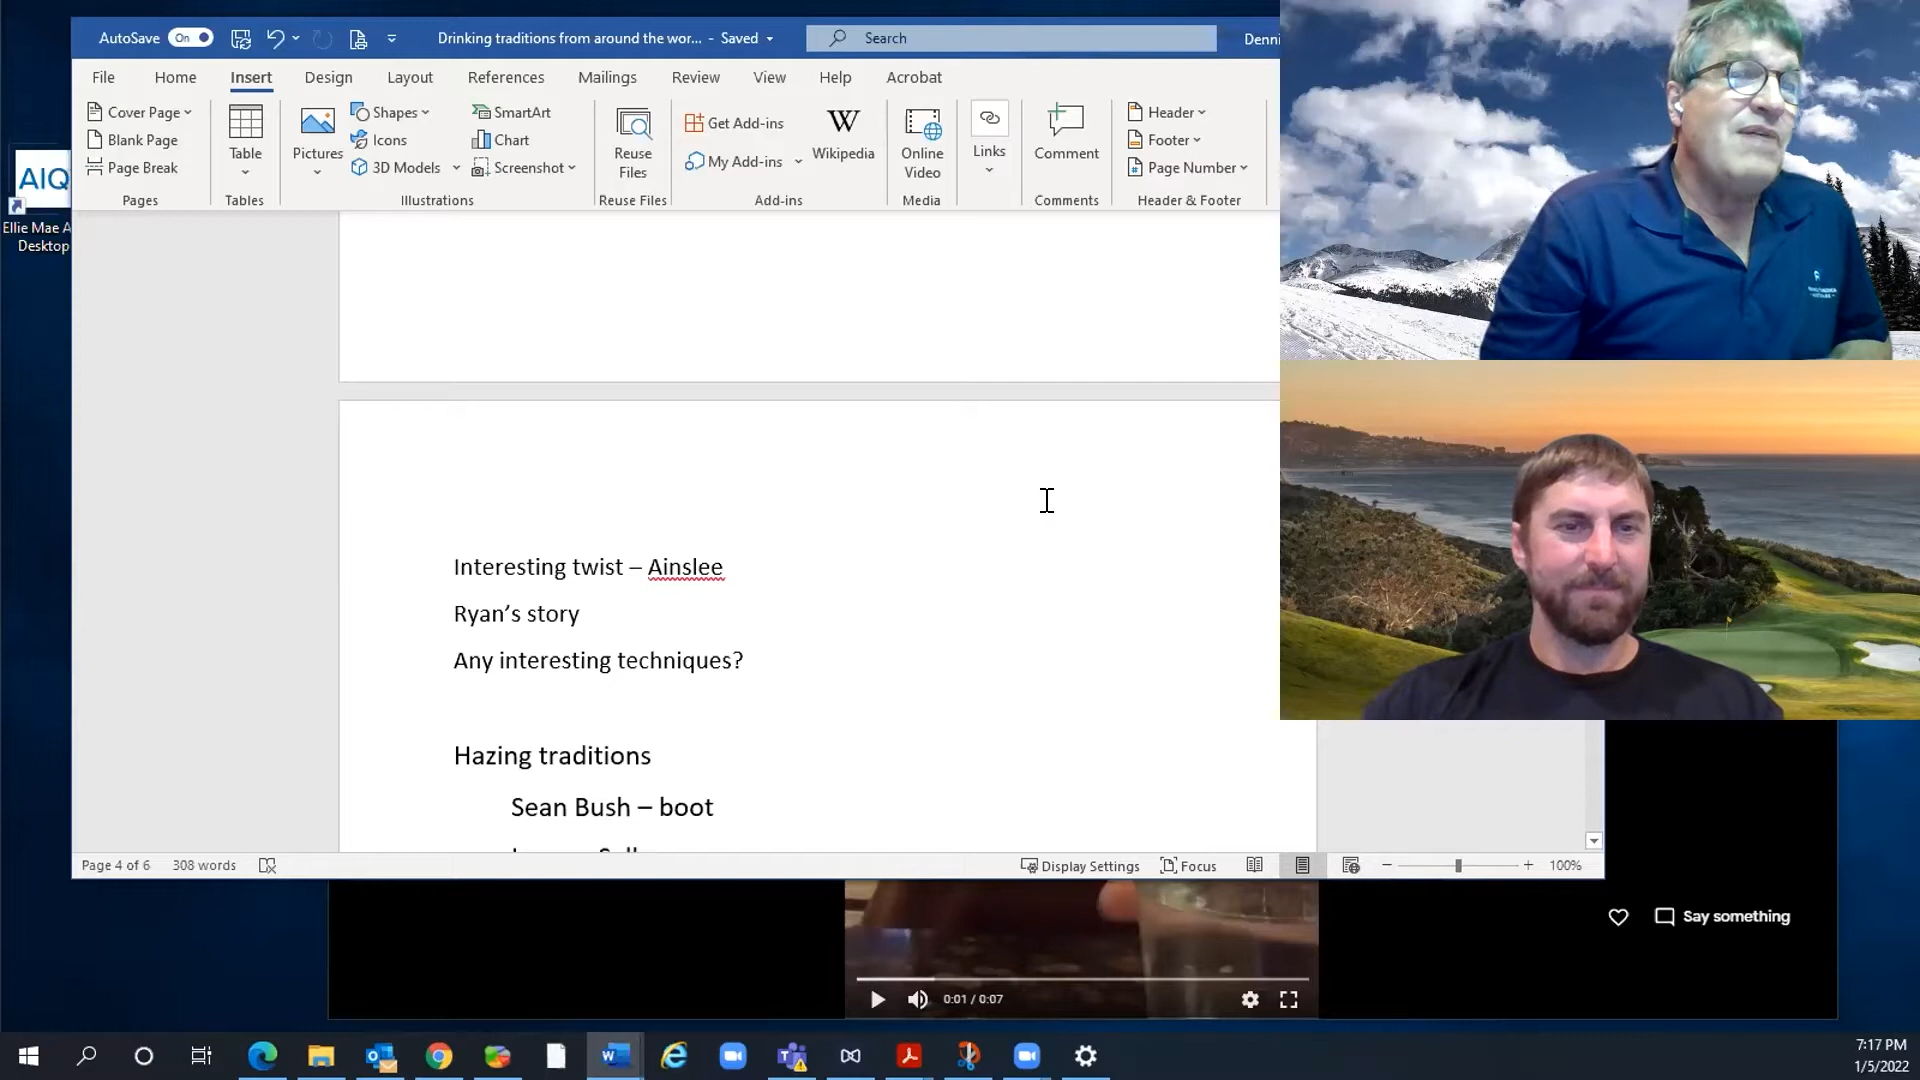 AutoSave On Drinking traditions from around the wor... - Saved Search Denni
File Home Insert Design Layout References Mailings Review View Help Acrobat
Cover Page
Blank Page
Page Break
Pages
Table
Tables
Pictures
Shapes
Icons
3D Models
SmartArt
Chart
Screenshot
Illustrations
Reuse
Files
Reuse Files
Get Add-ins
My Add-ins
W
Wikipedia
Add-ins
Online
Video
Media
Links
Comment
Comments
Header
Footer
Page Number
Header & Footer
AIQ
Ellie Mae A
Desktop
Interesting twist – Ainslee
Ryan's story
Any interesting techniques?
Hazing traditions
Sean Bush – boot
Page 4 of 6 308 words Display Settings Focus 100%
Say something
0:01 / 0:07
7:17 PM
1/5/2022